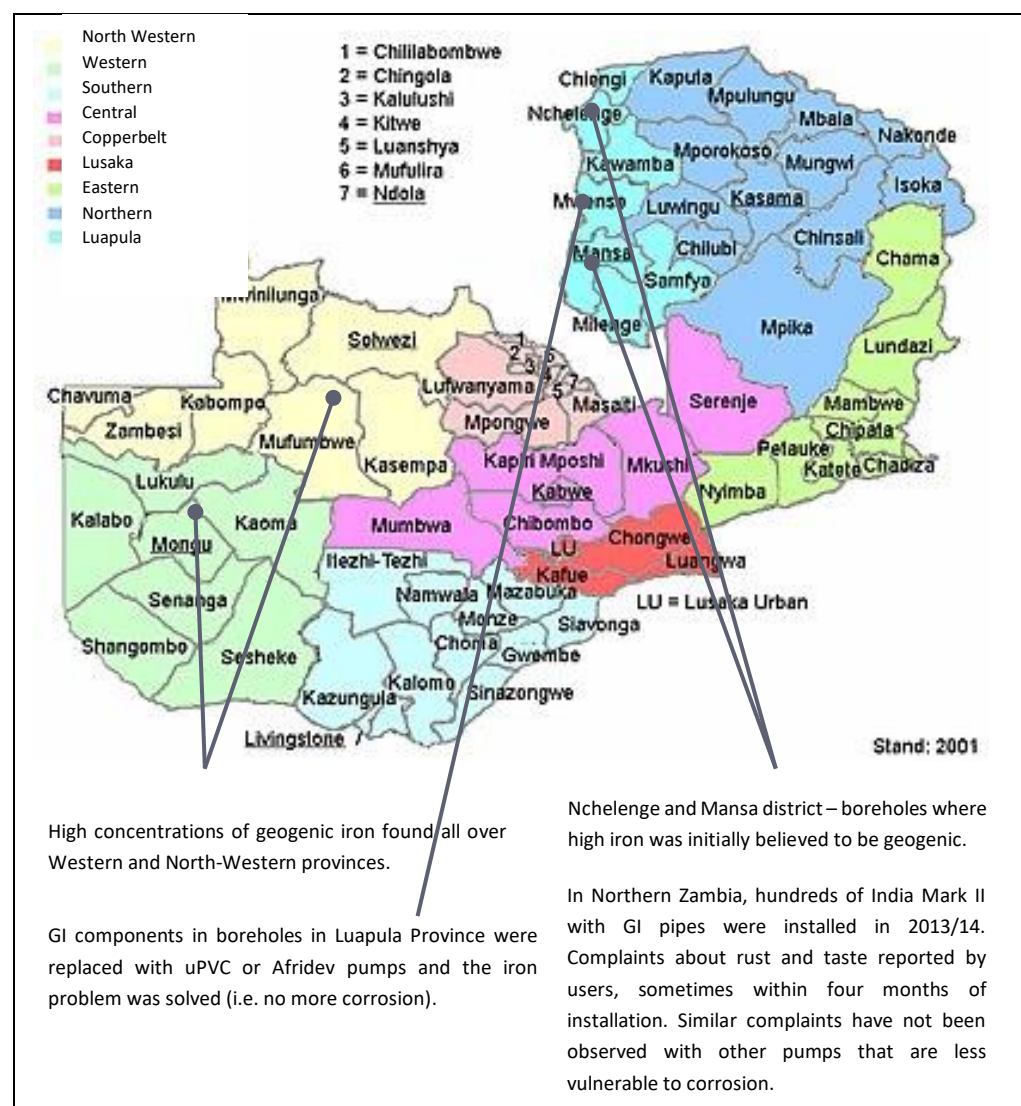 North Western
Western
Southern
Central
Copperbelt
Lusaka
Eastern
Northern
Luapula
1 = Chililabombwe
2 = Chingola
3 = Kalulushi
4 = Kitwe
5 = Luanshya
6 = Mufulira
7 = Ndola
Chiengi
Kapula
Mpulungu
Mbala
Nakonde
Nchelenge
Kawamba
Mporokoso
Mungwi
Isoka
Luwingu
Kasama
Mansa
Chilubi
Chinsali
Chama
Samfya
Milenge
Mpika
Lundazi
Solwezi
Chavuma
Kabompo
Zambesi
Mufumbwe
Kasempa
Lufwanyama
1
2
3
4
5
6
7
Masaiti
Mpongwe
Serenje
Mambwe
Chipata
Petauke
Katete
Chadiza
Nyimba
Kapiri Mposhi
Mkushi
Kabwe
Lukulu
Kalabo
Kaoma
Mongu
Mumbwa
Chibombo
Chongwe
LU
Luangwa
Kafue
Itezhi-Tezhi
Namwala
Mazabuka
LU = Lusaka Urban
Senanga
Monze
Siavonga
Shangombo
Sesheke
Choma
Gwembe
Kazungula
Kalomo
Sinazongwe
Livingstone
Stand: 2001
High concentrations of geogenic iron found all over
Western and North-Western provinces.
GI components in boreholes in Luapula Province were
replaced with uPVC or Afridev pumps and the iron
problem was solved (i.e. no more corrosion).
Nchelenge and Mansa district – boreholes where
high iron was initially believed to be geogenic.
In Northern Zambia, hundreds of India Mark II
with GI pipes were installed in 2013/14.
Complaints about rust and taste reported by
users, sometimes within four months of
installation. Similar complaints have not been
observed with other pumps that are less
vulnerable to corrosion.